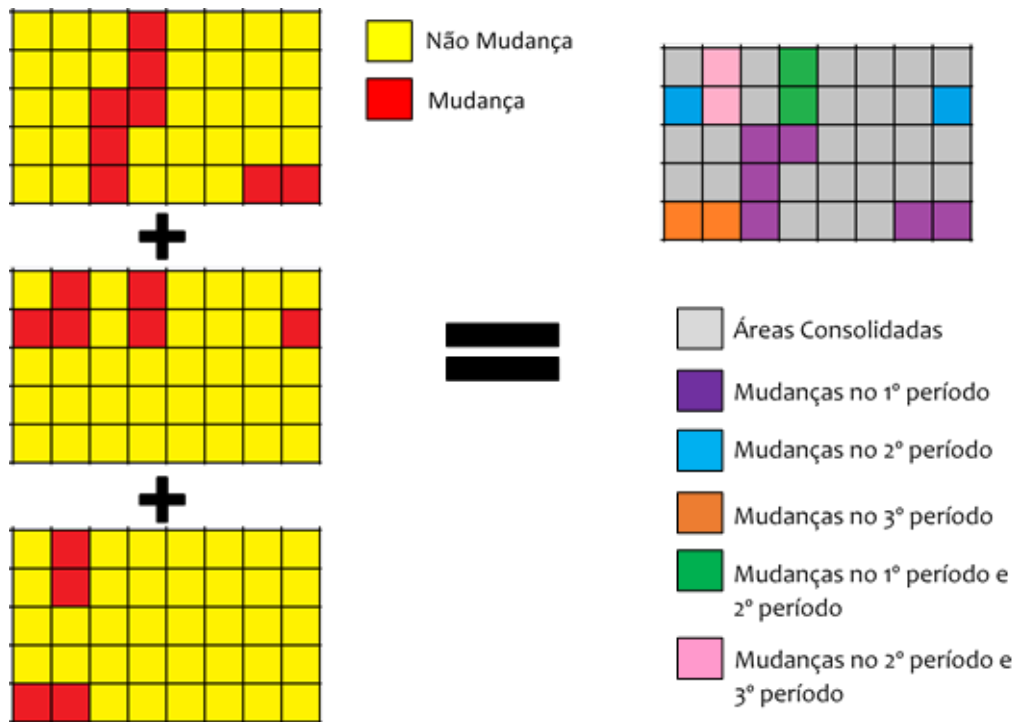 Não Mudança
Mudança
Áreas Consolidadas
Mudanças no 1º período
Mudanças no 2º período
Mudanças no 3º período
Mudanças no 1º período e
2º período
Mudanças no 2º período e
3º período